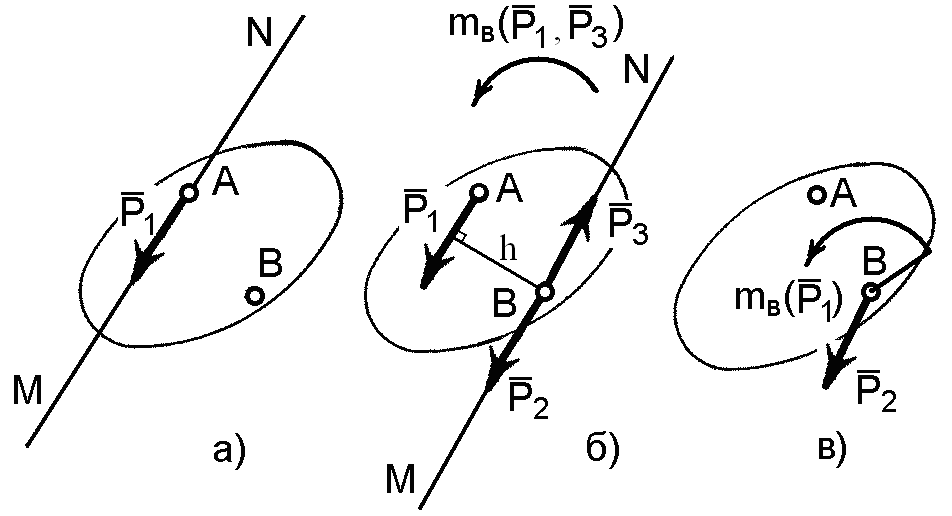 N
A
P̅₁
B
M
а)
mв(P̅₁, P̅₃)
N
A
P̅₁
P̅₃
h
B
P̅₂
M
б)
A
B
mв(P̅₁)
P̅₂
в)